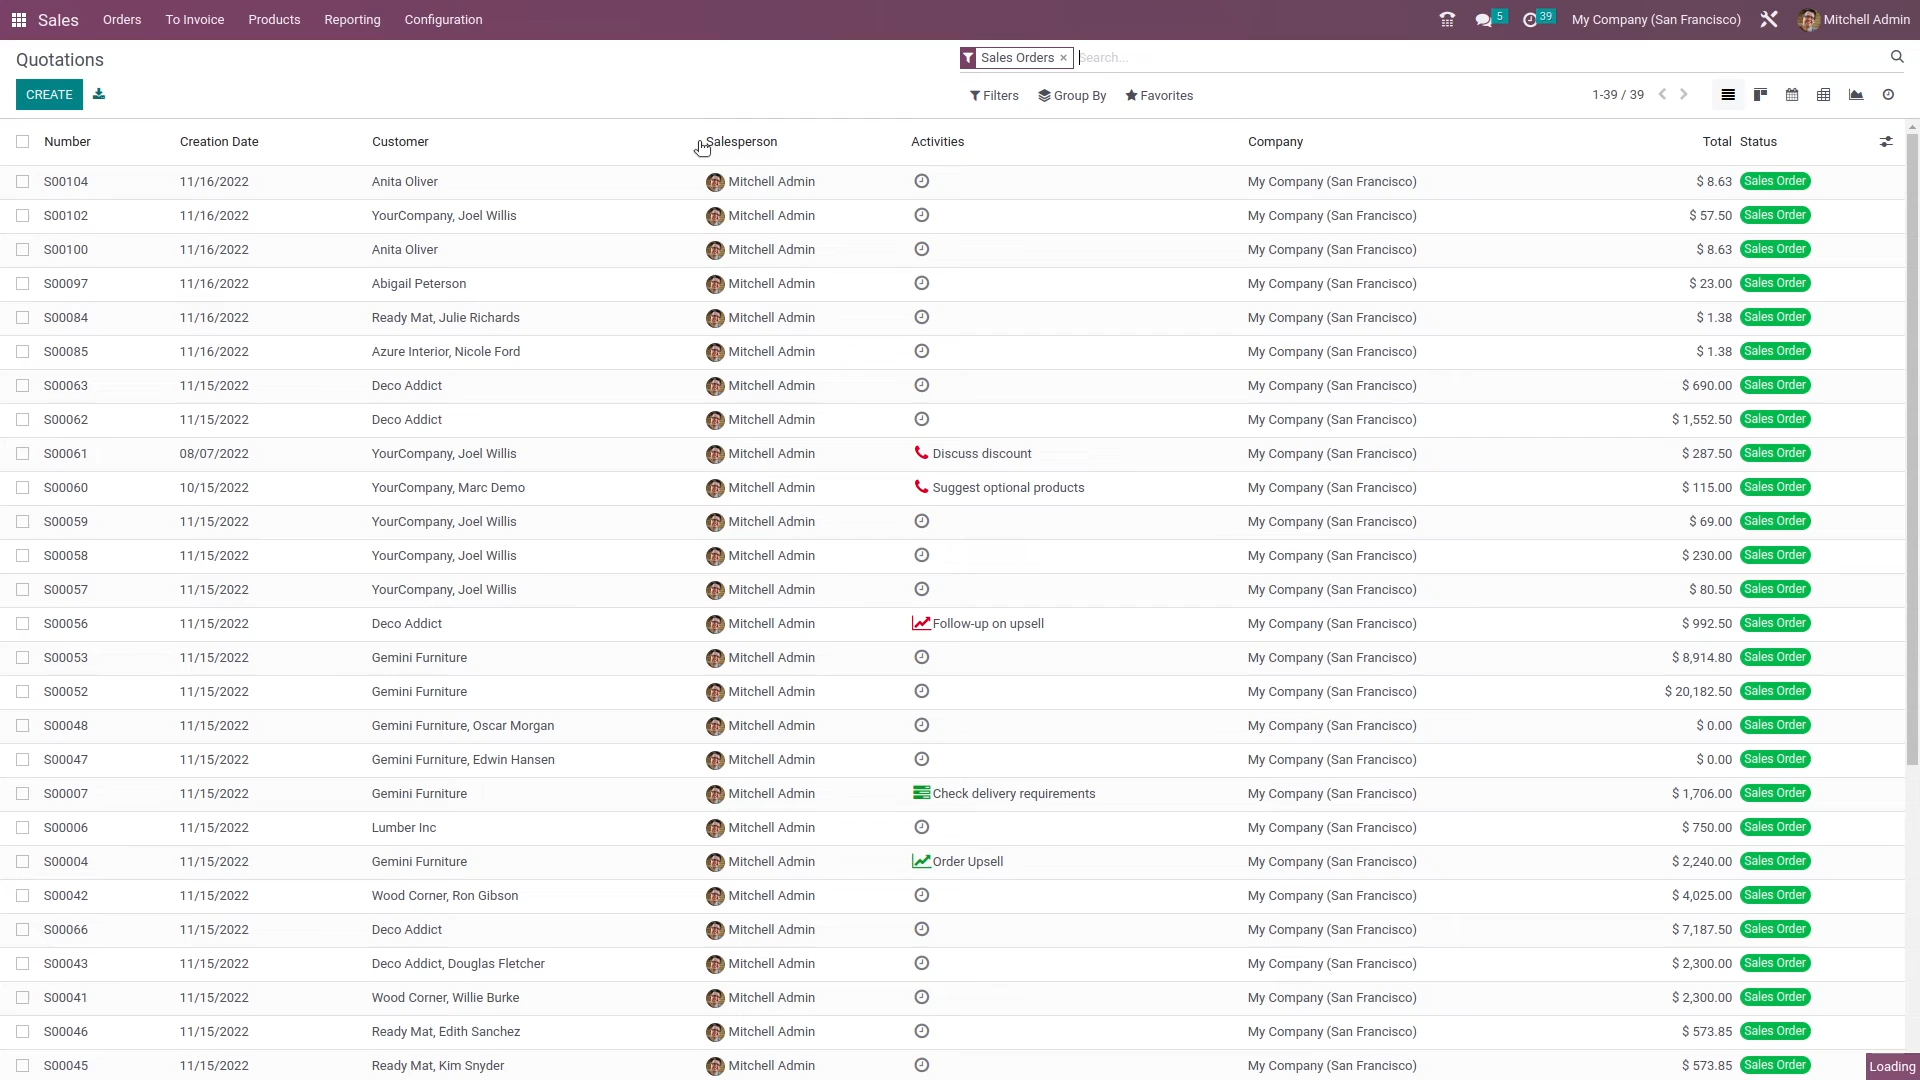 Sales Orders To Invoice Products Reporting Configuration 5 39 My Company (San Francisco) Mitchell Admin
Quotations Sales Orders × Search...
CREATE Filters Group By Favorites 1-39 / 39
Number Creation Date Customer Salesperson Activities Company Total Status
S00104 11/16/2022 Anita Oliver Mitchell Admin My Company (San Francisco) $ 8.63 Sales Order
S00102 11/16/2022 YourCompany, Joel Willis Mitchell Admin My Company (San Francisco) $ 57.50 Sales Order
S00100 11/16/2022 Anita Oliver Mitchell Admin My Company (San Francisco) $ 8.63 Sales Order
S00097 11/16/2022 Abigail Peterson Mitchell Admin My Company (San Francisco) $ 23.00 Sales Order
S00084 11/16/2022 Ready Mat, Julie Richards Mitchell Admin My Company (San Francisco) $ 1.38 Sales Order
S00085 11/16/2022 Azure Interior, Nicole Ford Mitchell Admin My Company (San Francisco) $ 1.38 Sales Order
S00063 11/15/2022 Deco Addict Mitchell Admin My Company (San Francisco) $ 690.00 Sales Order
S00062 11/15/2022 Deco Addict Mitchell Admin My Company (San Francisco) $ 1,552.50 Sales Order
S00061 08/07/2022 YourCompany, Joel Willis Mitchell Admin Discuss discount My Company (San Francisco) $ 287.50 Sales Order
S00060 10/15/2022 YourCompany, Marc Demo Mitchell Admin Suggest optional products My Company (San Francisco) $ 115.00 Sales Order
S00059 11/15/2022 YourCompany, Joel Willis Mitchell Admin My Company (San Francisco) $ 69.00 Sales Order
S00058 11/15/2022 YourCompany, Joel Willis Mitchell Admin My Company (San Francisco) $ 230.00 Sales Order
S00057 11/15/2022 YourCompany, Joel Willis Mitchell Admin My Company (San Francisco) $ 80.50 Sales Order
S00056 11/15/2022 Deco Addict Mitchell Admin Follow-up on upsell My Company (San Francisco) $ 992.50 Sales Order
S00053 11/15/2022 Gemini Furniture Mitchell Admin My Company (San Francisco) $ 8,914.80 Sales Order
S00052 11/15/2022 Gemini Furniture Mitchell Admin My Company (San Francisco) $ 20,182.50 Sales Order
S00048 11/15/2022 Gemini Furniture, Oscar Morgan Mitchell Admin My Company (San Francisco) $ 0.00 Sales Order
S00047 11/15/2022 Gemini Furniture, Edwin Hansen Mitchell Admin My Company (San Francisco) $ 0.00 Sales Order
S00007 11/15/2022 Gemini Furniture Mitchell Admin Check delivery requirements My Company (San Francisco) $ 1,706.00 Sales Order
S00006 11/15/2022 Lumber Inc Mitchell Admin My Company (San Francisco) $ 750.00 Sales Order
S00004 11/15/2022 Gemini Furniture Mitchell Admin Order Upsell My Company (San Francisco) $ 2,240.00 Sales Order
S00042 11/15/2022 Wood Corner, Ron Gibson Mitchell Admin My Company (San Francisco) $ 4,025.00 Sales Order
S00066 11/15/2022 Deco Addict Mitchell Admin My Company (San Francisco) $ 7,187.50 Sales Order
S00043 11/15/2022 Deco Addict, Douglas Fletcher Mitchell Admin My Company (San Francisco) $ 2,300.00 Sales Order
S00041 11/15/2022 Wood Corner, Willie Burke Mitchell Admin My Company (San Francisco) $ 2,300.00 Sales Order
S00046 11/15/2022 Ready Mat, Edith Sanchez Mitchell Admin My Company (San Francisco) $ 573.85 Sales Order
S00045 11/15/2022 Ready Mat, Kim Snyder Mitchell Admin My Company (San Francisco) $ 573.85 Sales Order
Loading